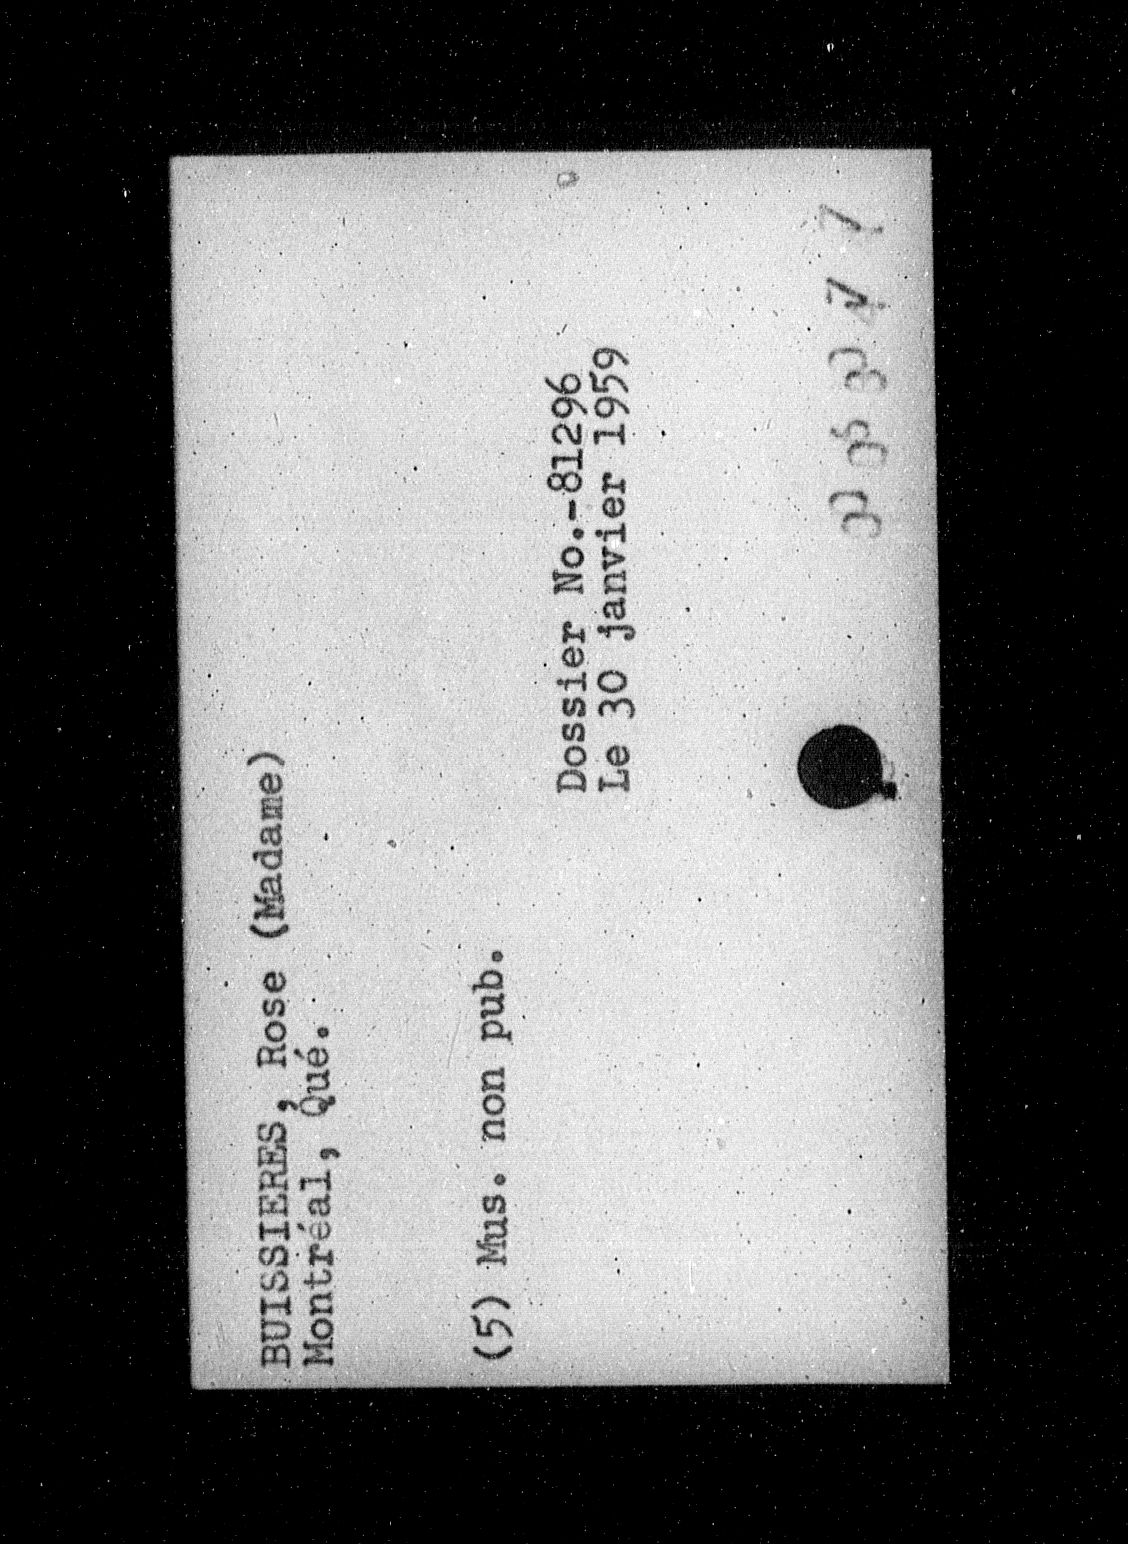 BUISSIERES, Rose (Madame)
Montréal, Qué.
(5) Mus. non pub.
Dossier No.-81296
Le 30 janvier 1959